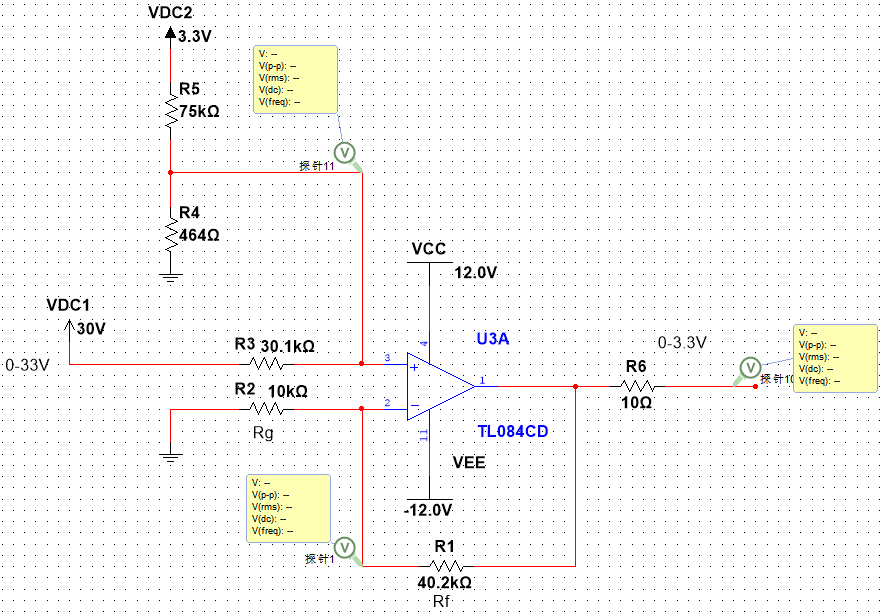 VDC2
3.3V
R5
75kΩ
V: --
V(p-p): --
V(rms): --
V(dc): --
V(freq): --
V
探针11
R4
464Ω
VCC
12.0V
VDC1
30V
0-33V
R3 30.1kΩ
3
4
U3A
0-3.3V
R6
10Ω
V
探针10
V: --
V(p-p): --
V(rms): --
V(dc): --
V(freq): --
R2 10kΩ
2
1
Rg
11
TL084CD
VEE
-12.0V
V: --
V(p-p): --
V(rms): --
V(dc): --
V(freq): --
V
探针1
R1
40.2kΩ
Rf